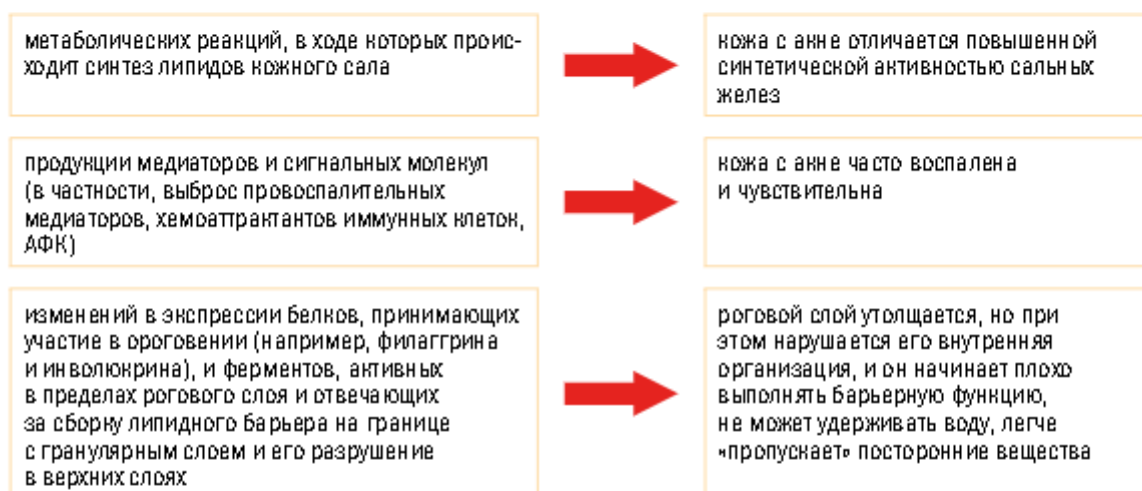 метаболических реакций, в ходе которых проис-
ходит синтез липидов кожного сала
кожа с акне отличается повышенной
синтетической активностью сальных
желез
продукции медиаторов и сигнальных молекул
(в частности, выброс провоспалительных
медиаторов, хемоаттрактантов иммунных клеток,
АФК)
кожа с акне часто воспалена
и чувствительна
изменений в экспрессии белков, принимающих
участие в ороговении (например, филаггрина
и инволюкрина), и ферментов, активных
в пределах рогового слоя и отвечающих
за сборку липидного барьера на границе
с гранулярным слоем и его разрушение
в верхних слоях
роговой слой утолщается, но при
этом нарушается его внутренняя
организация, и он начинает плохо
выполнять барьерную функцию,
не может удерживать воду, легче
«пропускает» посторонние вещества